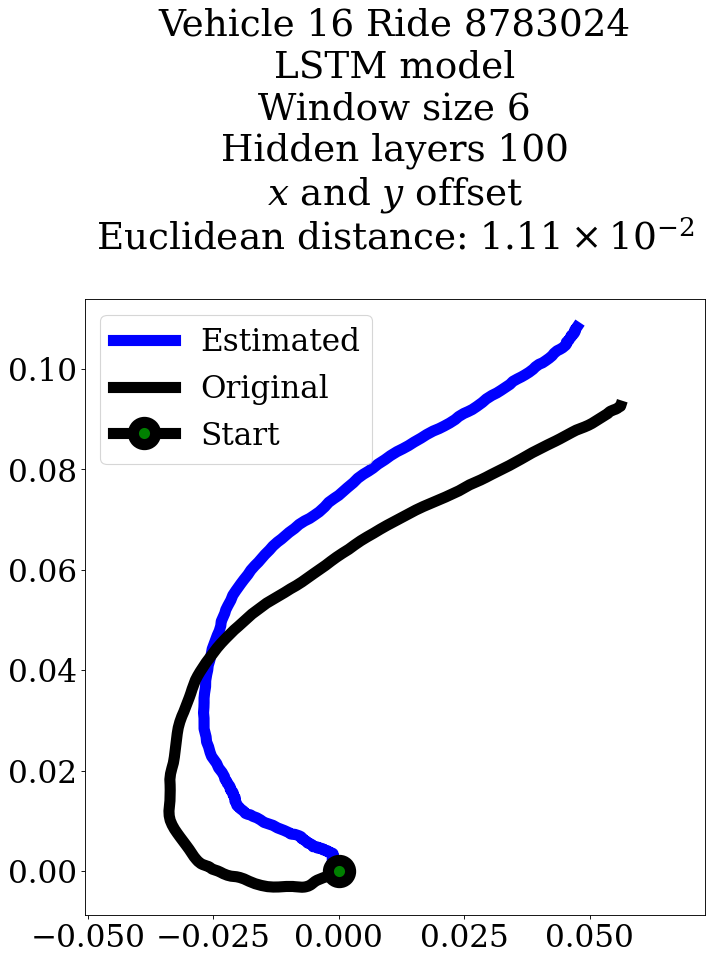 Vehicle 16 Ride 8783024
LSTM model
Window size 6
Hidden layers 100
x and y offset
Euclidean distance: 1.11 × 10⁻²
Estimated
Original
Start
0.10
0.08
0.06
0.04
0.02
0.00
−0.050 −0.025 0.000 0.025 0.050